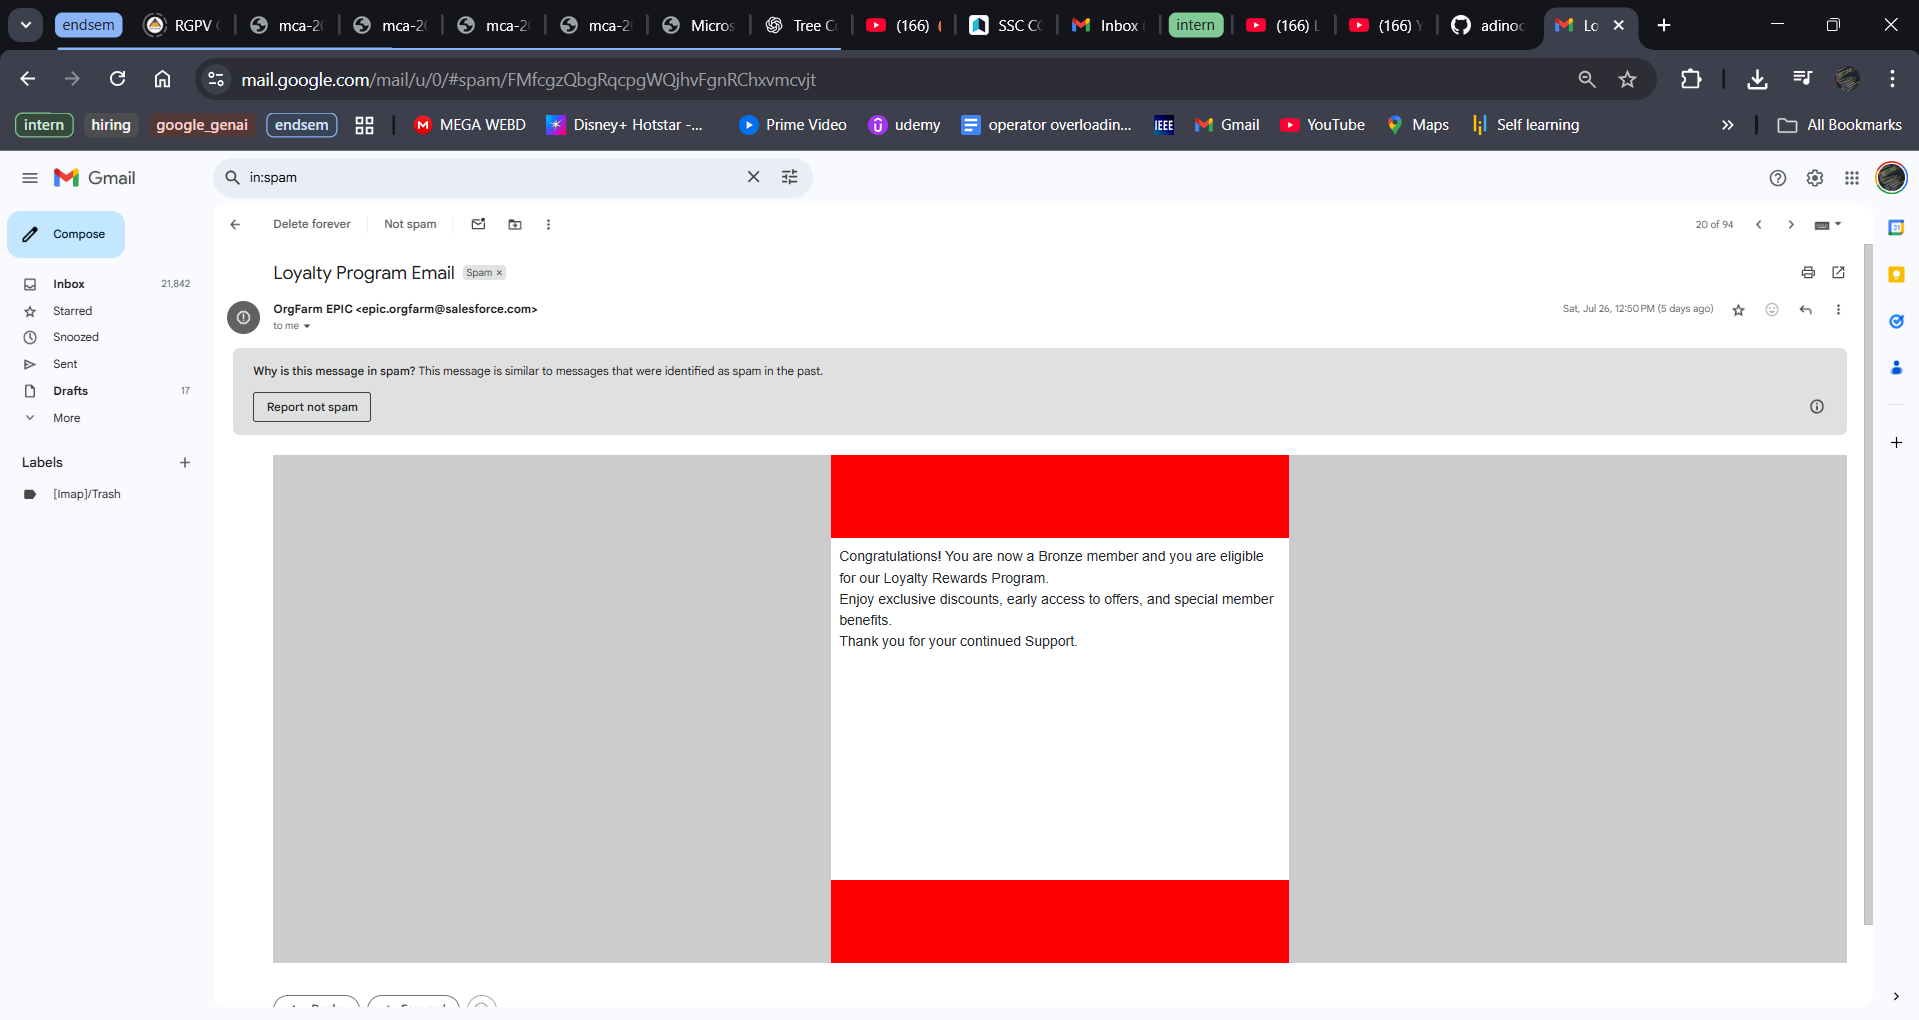 endsem
RGPV
mca-2
mca-2
mca-2
mca-2
Micros
Tree C
(166)
SSC CC
Inbox
intern
(166)
(166)
adinoc
Lo
mail.google.com/mail/u/0/#spam/FMfcgzQbgRqcpgWQjhvFgnRChxvmcvjt
intern
hiring
google_genai
endsem
MEGA WEBD
Disney+ Hotstar -...
Prime Video
udemy
operator overloadin...
IEEE
Gmail
YouTube
Maps
Self learning
All Bookmarks
Gmail
in:spam
Compose
Delete forever
Not spam
20 of 94
Inbox 21,842
Starred
Snoozed
Sent
Drafts 17
More
Labels
[Imap]/Trash
Loyalty Program Email
Spam
OrgFarm EPIC <epic.orgfarm@salesforce.com>
to me
Sat, Jul 26, 12:50 PM (5 days ago)
Why is this message in spam? This message is similar to messages that were identified as spam in the past.
Report not spam
Congratulations! You are now a Bronze member and you are eligible
for our Loyalty Rewards Program.
Enjoy exclusive discounts, early access to offers, and special member
benefits.
Thank you for your continued Support.
31